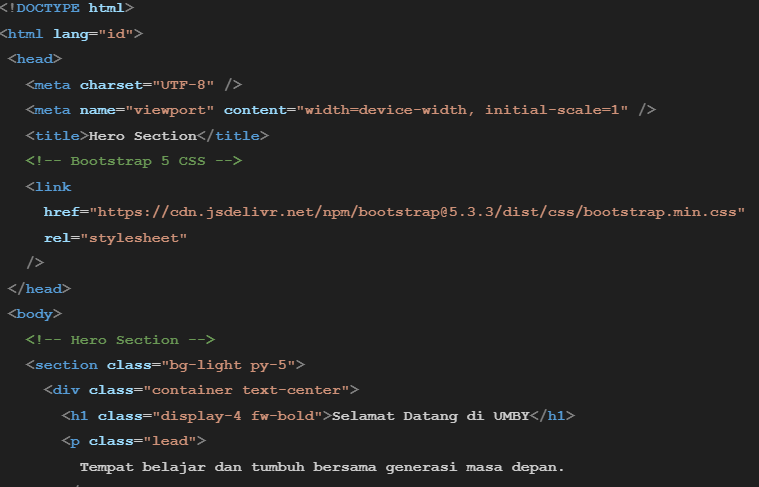 <!DOCTYPE html>
<html lang="id">
<head>
<meta charset="UTF-8" />
<meta name="viewport" content="width=device-width, initial-scale=1" />
<title>Hero Section</title>
<!-- Bootstrap 5 CSS -->
<link
href="https://cdn.jsdelivr.net/npm/bootstrap@5.3.3/dist/css/bootstrap.min.css"
rel="stylesheet"
/>
</head>
<body>
<!-- Hero Section -->
<section class="bg-light py-5">
<div class="container text-center">
<h1 class="display-4 fw-bold">Selamat Datang di UMBY</h1>
<p class="lead">
Tempat belajar dan tumbuh bersama generasi masa depan.